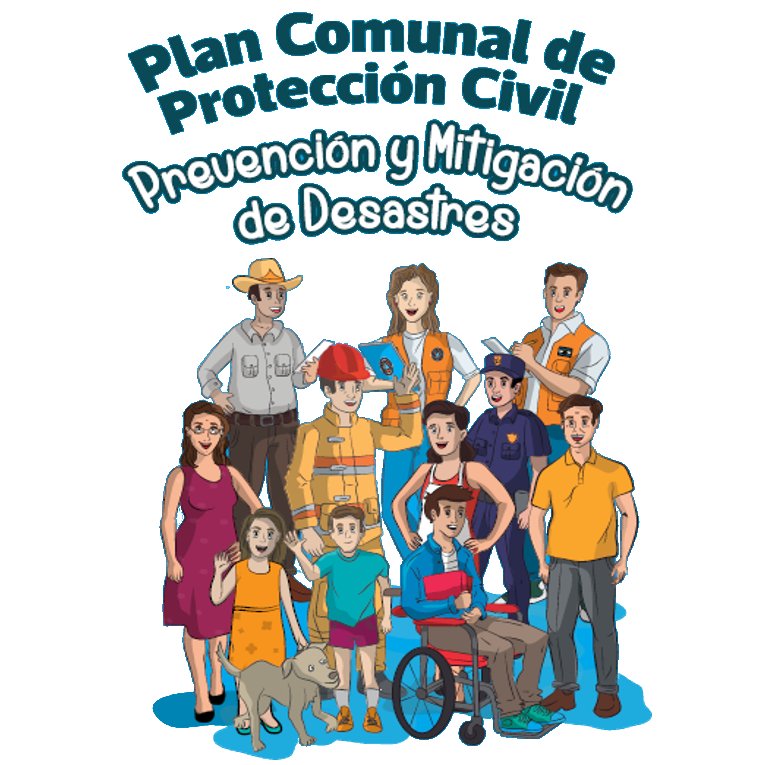 Plan Comunal de
Protección Civil
Prevención y Mitigación
de Desastres